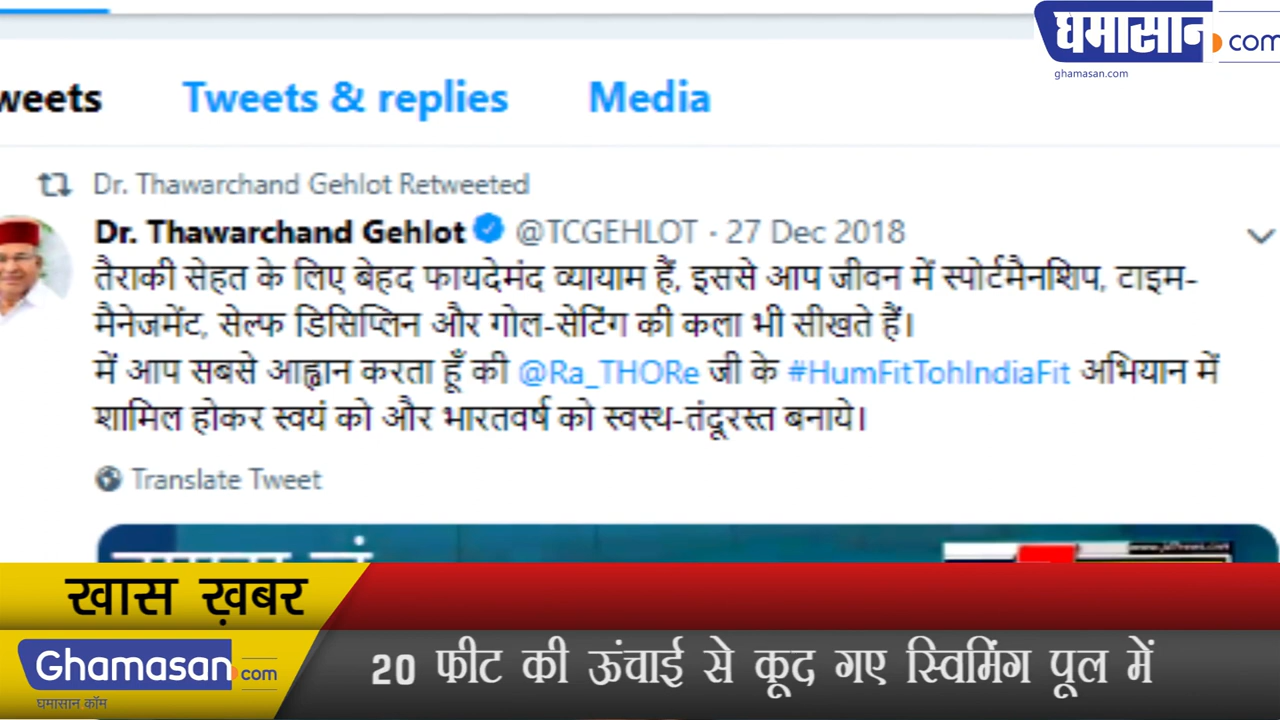 घमासान com
ghamasan.com
weets Tweets & replies Media
Dr. Thawarchand Gehlot Retweeted
Dr. Thawarchand Gehlot @TCGEHLOT · 27 Dec 2018
तैराकी सेहत के लिए बेहद फायदेमंद व्यायाम हैं, इससे आप जीवन में स्पोर्टमैनशिप, टाइम-
मैनेजमेंट, सेल्फ डिसिप्लिन और गोल-सेटिंग की कला भी सीखते हैं।
में आप सबसे आह्वान करता हूँ की @Ra_THORe जी के #HumFitTohIndiaFit अभियान में
शामिल होकर स्वयं को और भारतवर्ष को स्वस्थ-तंदूरस्त बनाये।
Translate Tweet
खास ख़बर
Ghamasan com
घमासान कॉम
20 फीट की ऊंचाई से कूद गए स्विमिंग पूल में